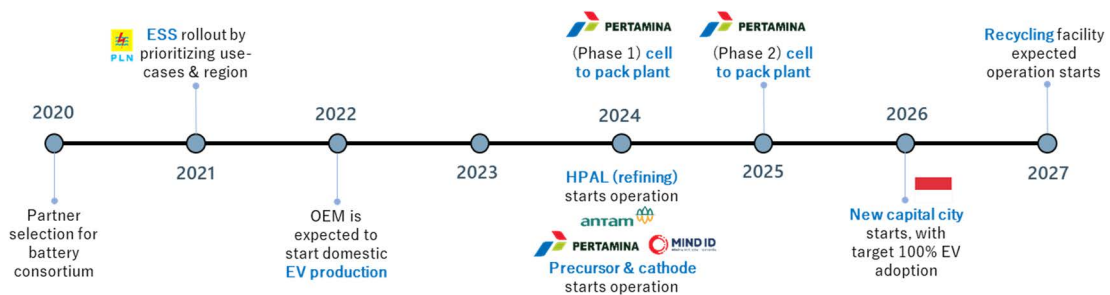 PLN
ESS rollout by
prioritizing use-
cases & region
PERTAMINA
(Phase 1) cell
to pack plant
PERTAMINA
(Phase 2) cell
to pack plant
Recycling facility
expected
operation starts
2020
2021
2022
2023
2024
2025
2026
2027
Partner
selection for
battery
consortium
OEM is
expected to
start domestic
EV production
HPAL (refining)
starts operation
antam
PERTAMINA
MIND ID
Precursor & cathode
starts operation
New capital city
starts, with
target 100% EV
adoption